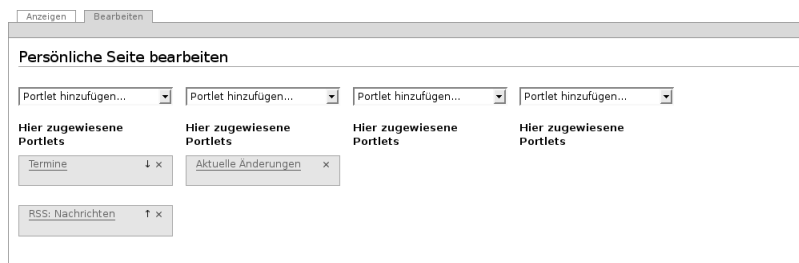 Anzeigen Bearbeiten
Persönliche Seite bearbeiten
Portlet hinzufügen... Portlet hinzufügen... Portlet hinzufügen... Portlet hinzufügen...
Hier zugewiesene Portlets
Hier zugewiesene Portlets
Hier zugewiesene Portlets
Hier zugewiesene Portlets
Termine ↓ × Aktuelle Änderungen ×
RSS: Nachrichten ↑ ×